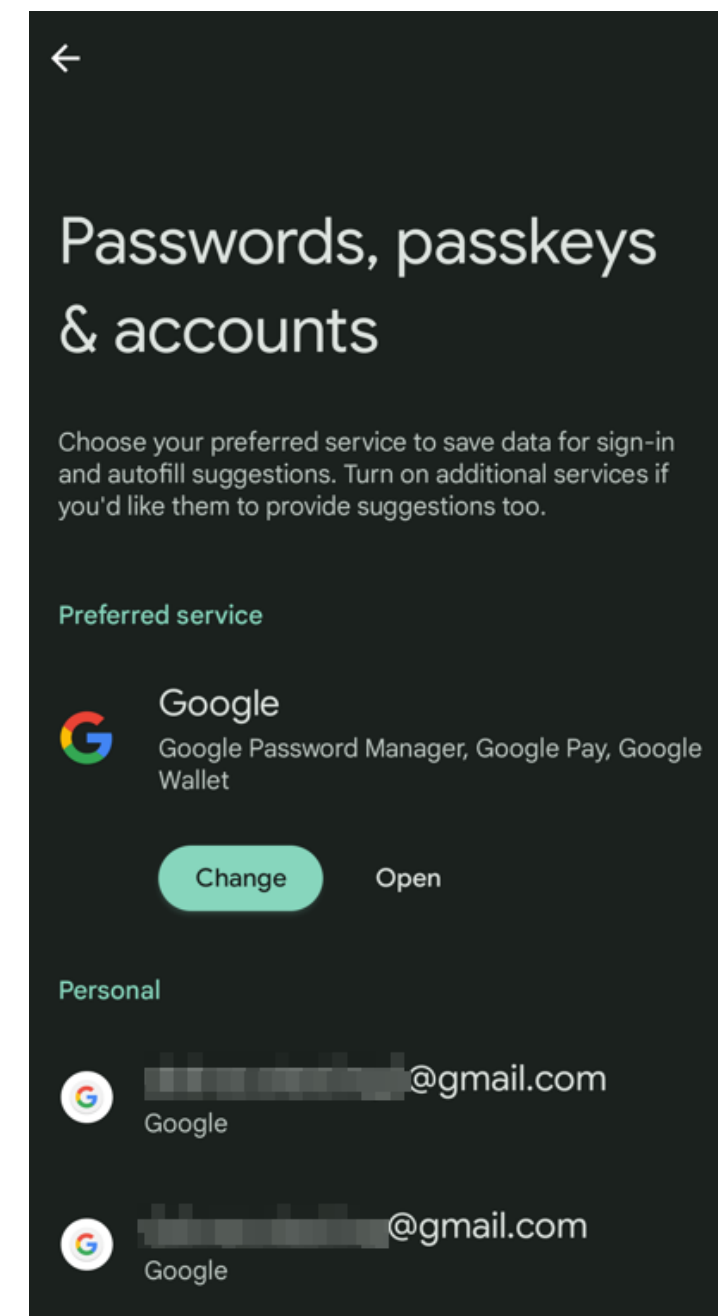 Passwords, passkeys
& accounts
Choose your preferred service to save data for sign-in
and autofill suggestions. Turn on additional services if
you'd like them to provide suggestions too.
Preferred service
Google
Google Password Manager, Google Pay, Google
Wallet
Change Open
Personal
@gmail.com
Google
@gmail.com
Google